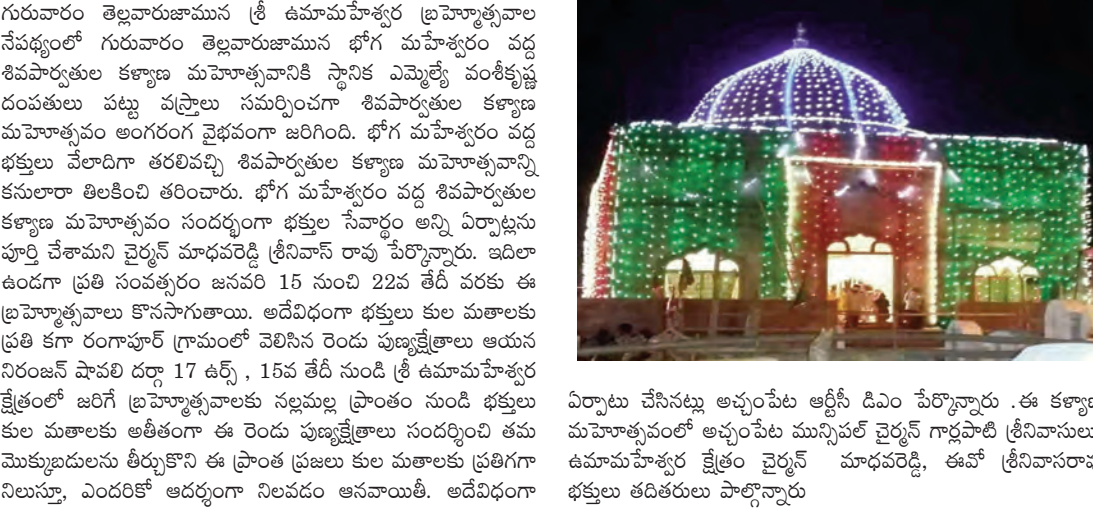 గురువారం తెల్లవారుజామున శ్రీ ఉమామహేశ్వర బ్రహ్మోత్సవాల
నేపథ్యంలో గురువారం తెల్లవారుజామున భోగ మహేశ్వరం వద్ద
శివపార్వతుల కళ్యాణ మహోత్సవానికి స్థానిక ఎమ్మెల్యే వంశీకృష్ణ
దంపతులు పట్టు వస్త్రాలు సమర్పించగా శివపార్వతుల కళ్యాణ
మహోత్సవం అంగరంగ వైభవంగా జరిగింది. భోగ మహేశ్వరం వద్ద
భక్తులు వేలాదిగా తరలివచ్చి శివపార్వతుల కళ్యాణ మహోత్సవాన్ని
కనులారా తిలకించి తరించారు. భోగ మహేశ్వరం వద్ద శివపార్వతుల
కళ్యాణ మహోత్సవం సందర్భంగా భక్తుల సేవార్థం అన్ని ఏర్పాట్లను
పూర్తి చేశామని చైర్మన్ మాధవరెడ్డి శ్రీనివాస్ రావు పేర్కొన్నారు. ఇదిలా
ఉండగా ప్రతి సంవత్సరం జనవరి 15 నుంచి 22వ తేదీ వరకు ఈ
బ్రహ్మోత్సవాలు కొనసాగుతాయి. అదేవిధంగా భక్తులు కుల మతాలకు
ప్రతి కగా రంగాపూర్ గ్రామంలో వెలిసిన రెండు పుణ్యక్షేత్రాలు ఆయన
నిరంజన్ షావలి దర్గా 17 ఉర్స్ , 15వ తేదీ నుండి శ్రీ ఉమామహేశ్వర
క్షేత్రంలో జరిగే బ్రహ్మోత్సవాలకు నల్లమల్ల ప్రాంతం నుండి భక్తులు
కుల మతాలకు అతీతంగా ఈ రెండు పుణ్యక్షేత్రాలు సందర్శించి తమ
మొక్కుబడులను తీర్చుకొని ఈ ప్రాంత ప్రజలు కుల మతాలకు ప్రతిగగా
నిలుస్తూ, ఎందరికో ఆదర్శంగా నిలవడం ఆనవాయితీ. అదేవిధంగా
ఏర్పాటు చేసినట్లు అచ్చంపేట ఆర్టీసీ డిఎం పేర్కొన్నారు .ఈ కళ్యాణ
మహోత్సవంలో అచ్చంపేట మున్సిపల్ చైర్మన్ గార్లపాటి శ్రీనివాసులు
ఉమామహేశ్వర క్షేత్రం చైర్మన్ మాధవరెడ్డి, ఈవో శ్రీనివాసరావు
భక్తులు తదితరులు పాల్గొన్నారు